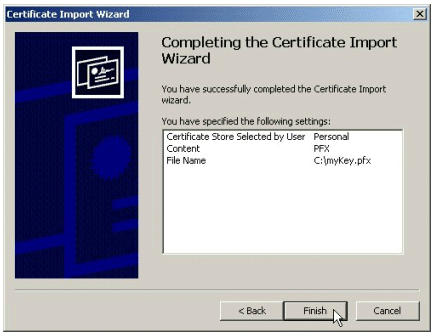 Certificate Import Wizard
Completing the Certificate Import
Wizard
You have successfully completed the Certificate Import
wizard.
You have specified the following settings:
Certificate Store Selected by User Personal
Content PFX
File Name C:\myKey.pfx
< Back Finish Cancel